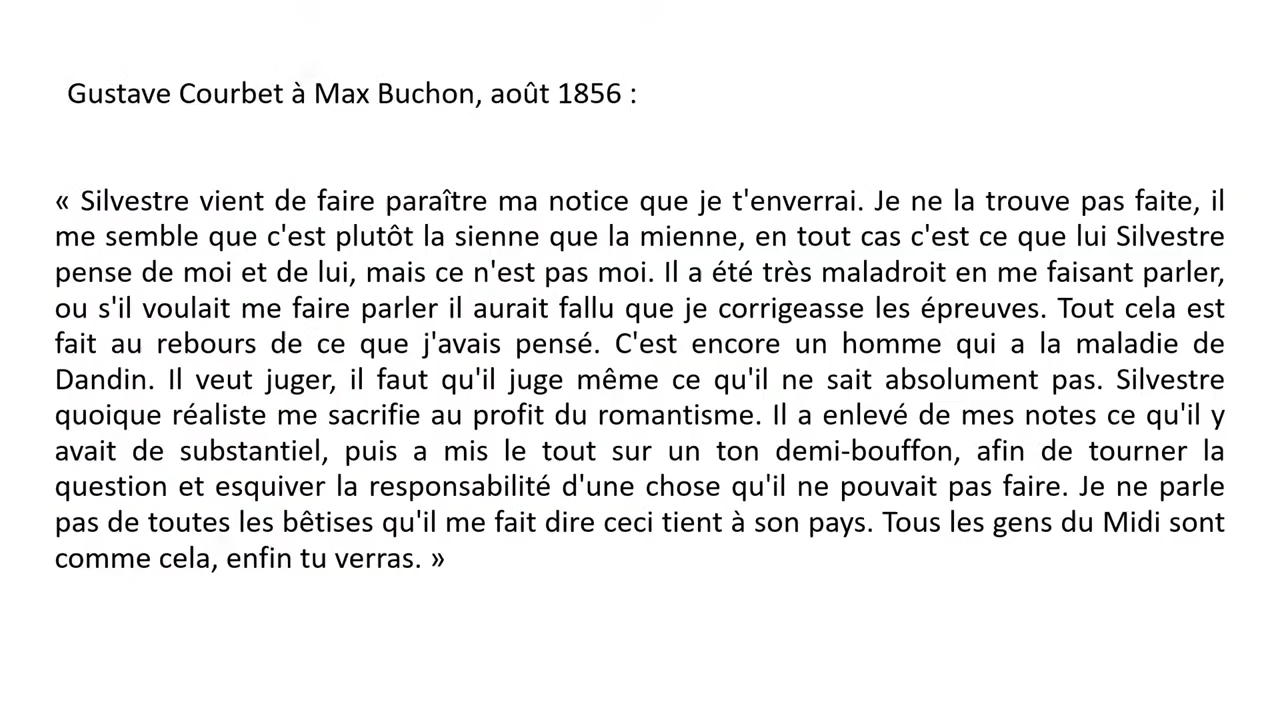 Gustave Courbet à Max Buchon, août 1856 :
« Silvestre vient de faire paraître ma notice que je t'enverrai. Je ne la trouve pas faite, il
me semble que c'est plutôt la sienne que la mienne, en tout cas c'est ce que lui Silvestre
pense de moi et de lui, mais ce n'est pas moi. Il a été très maladroit en me faisant parler,
ou s'il voulait me faire parler il aurait fallu que je corrigeasse les épreuves. Tout cela est
fait au rebours de ce que j'avais pensé. C'est encore un homme qui a la maladie de
Dandin. Il veut juger, il faut qu'il juge même ce qu'il ne sait absolument pas. Silvestre
quoique réaliste me sacrifie au profit du romantisme. Il a enlevé de mes notes ce qu'il y
avait de substantiel, puis a mis le tout sur un ton demi-bouffon, afin de tourner la
question et esquiver la responsabilité d'une chose qu'il ne pouvait pas faire. Je ne parle
pas de toutes les bêtises qu'il me fait dire ceci tient à son pays. Tous les gens du Midi sont
comme cela, enfin tu verras. »